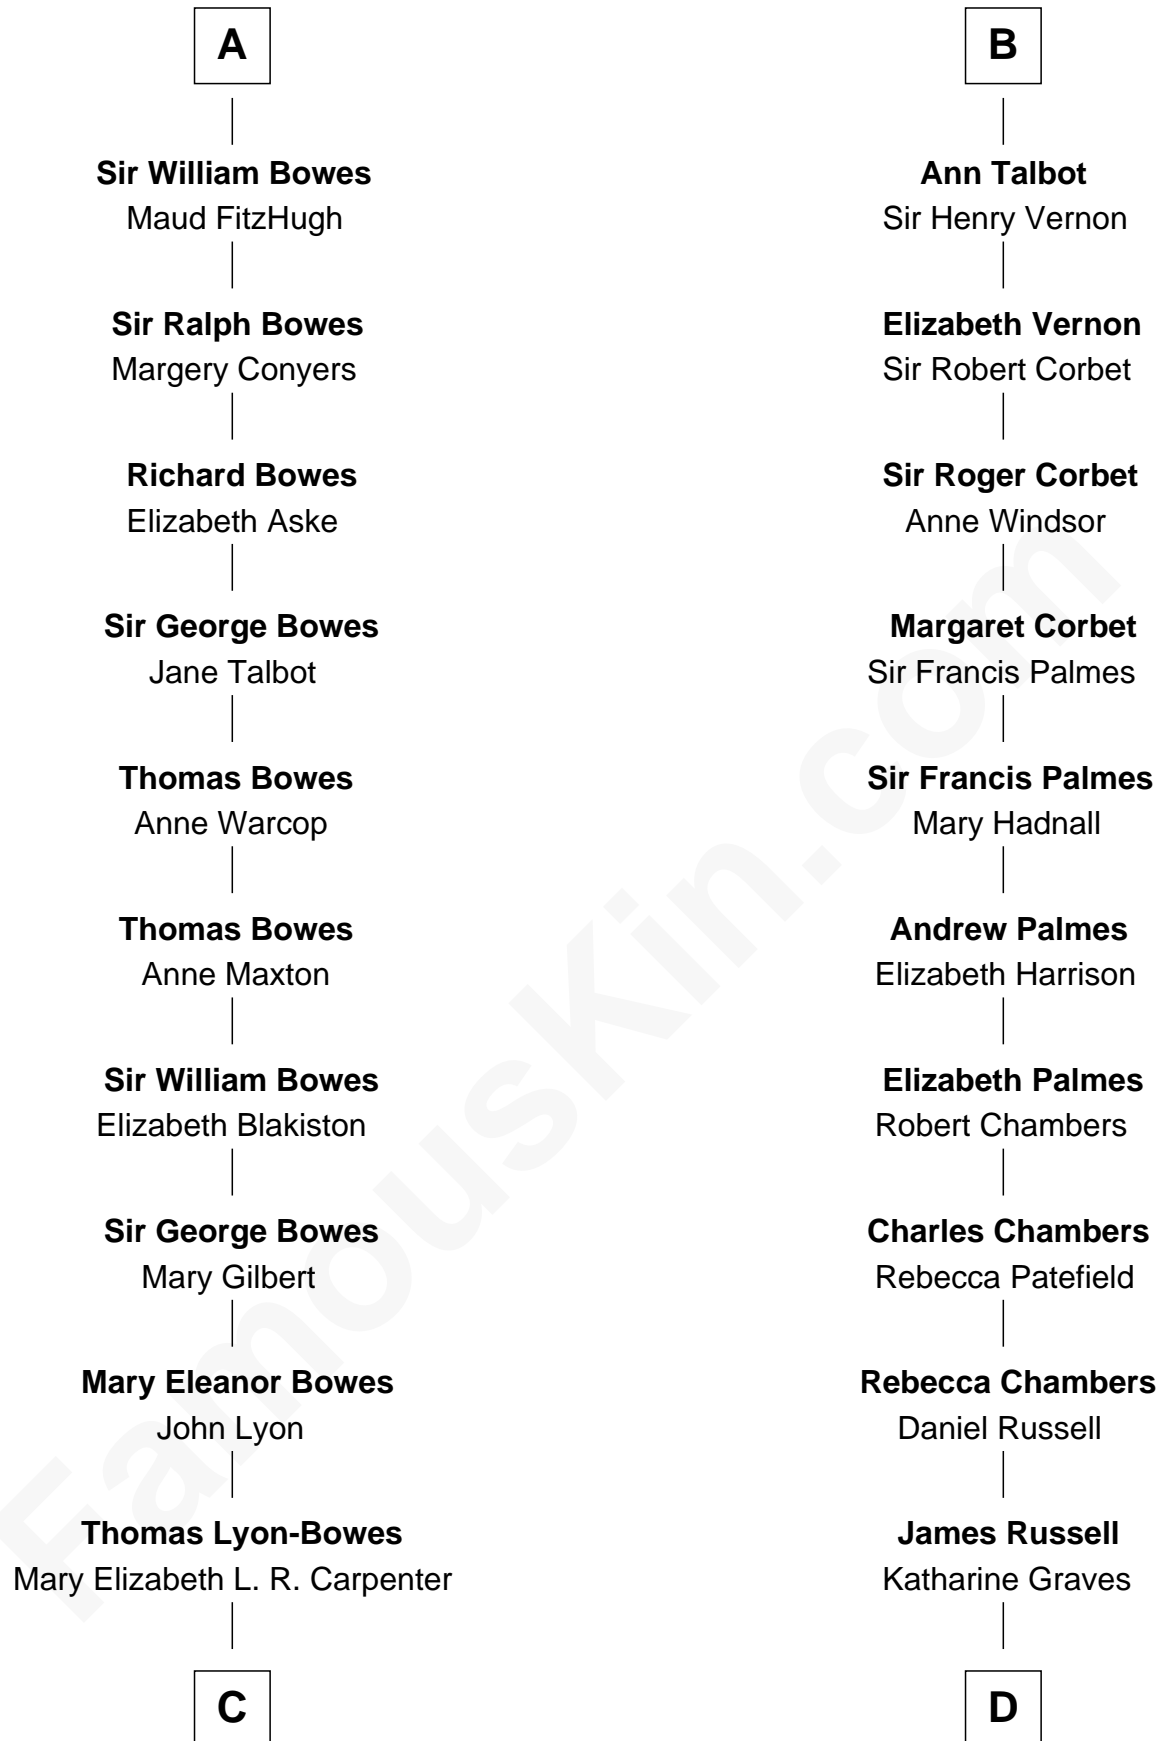 A
Sir William Bowes
Maud FitzHugh
Sir Ralph Bowes
Margery Conyers
Richard Bowes
Elizabeth Aske
Sir George Bowes
Jane Talbot
Thomas Bowes
Anne Warcop
Thomas Bowes
Anne Maxton
Sir William Bowes
Elizabeth Blakiston
Sir George Bowes
Mary Gilbert
Mary Eleanor Bowes
John Lyon
Thomas Lyon-Bowes
Mary Elizabeth L. R. Carpenter
C
B
Ann Talbot
Sir Henry Vernon
Elizabeth Vernon
Sir Robert Corbet
Sir Roger Corbet
Anne Windsor
Margaret Corbet
Sir Francis Palmes
Sir Francis Palmes
Mary Hadnall
Andrew Palmes
Elizabeth Harrison
Elizabeth Palmes
Robert Chambers
Charles Chambers
Rebecca Patefield
Rebecca Chambers
Daniel Russell
James Russell
Katharine Graves
D
FamousKin.com